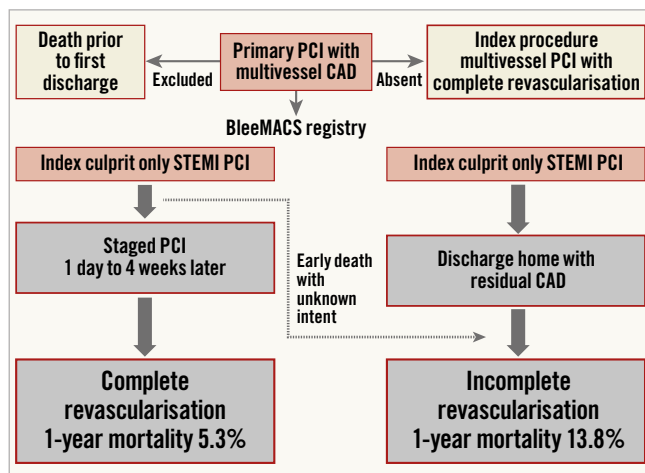 Death prior
to first
discharge
Excluded
Primary PCI with
multivessel CAD
Absent
Index procedure
multivessel PCI with
complete revascularisation
BleeMACS registry
Index culprit only STEMI PCI
Index culprit only STEMI PCI
Staged PCI
1 day to 4 weeks later
Early death
with
unknown
intent
Discharge home with
residual CAD
Complete
revascularisation
1-year mortality 5.3%
Incomplete
revascularisation
1-year mortality 13.8%